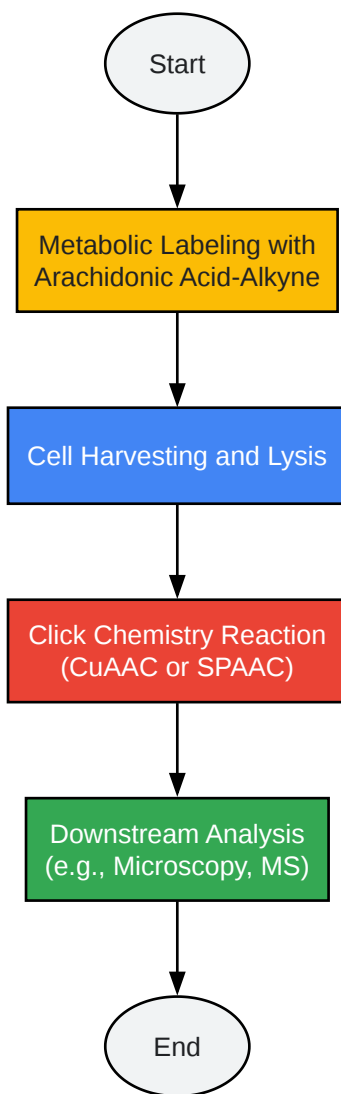 Start
Metabolic Labeling with
Arachidonic Acid-Alkyne
Cell Harvesting and Lysis
Click Chemistry Reaction
(CuAAC or SPAAC)
Downstream Analysis
(e.g., Microscopy, MS)
End